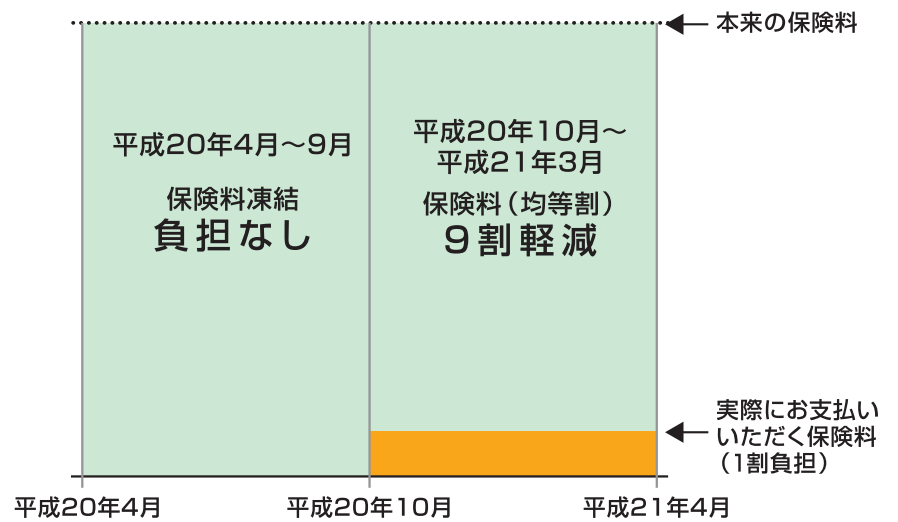 本来の保険料
平成20年4月～9月
保険料凍結
負担なし
平成20年10月～
平成21年3月
保険料（均等割）
9割軽減
実際にお支払い
いただく保険料
（1割負担）
平成20年4月
平成20年10月
平成21年4月